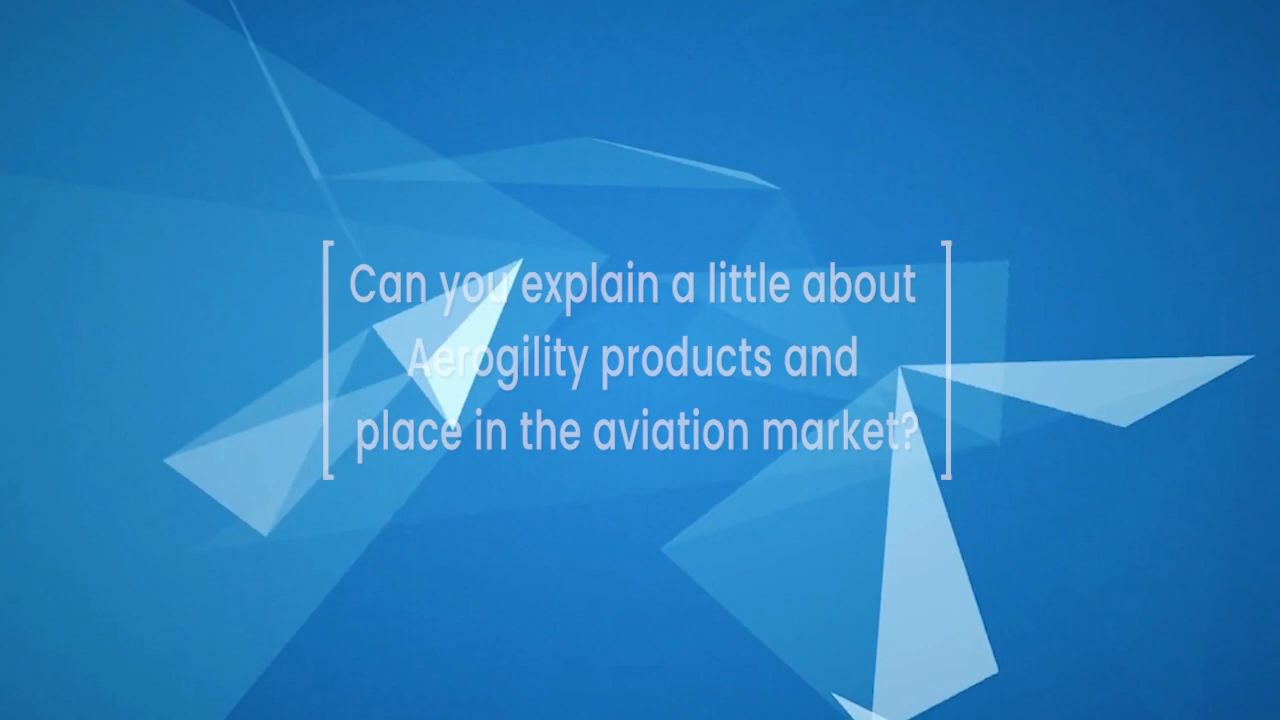 Can you explain a little about
Aerogility products and
place in the aviation market?